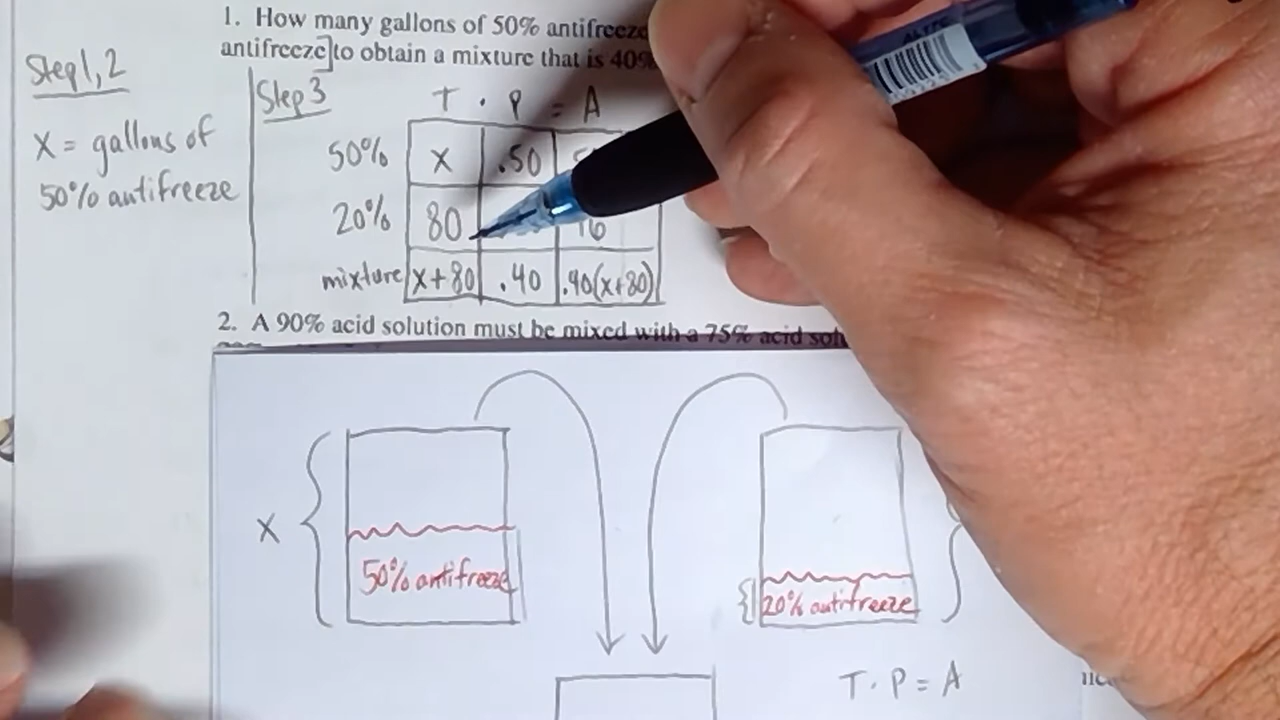 1. How many gallons of 50% antifreeze
antifreeze]to obtain a mixture that is 40%
Step 1, 2
X = gallons of
50% antifreeze
Step 3
T · P = A
50% X .50
20% 80 16
mixture X+80 .40 .40(x+80)
2. A 90% acid solution must be mixed with a 75% acid
X
50% antifreeze
20% antifreeze
T · P = A